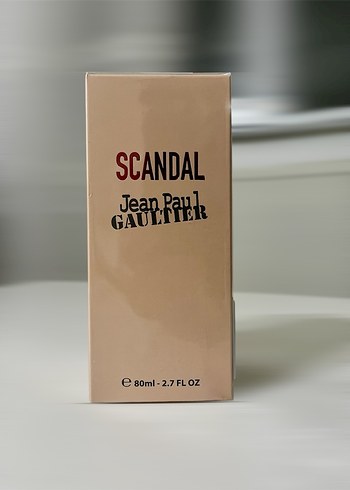 SCANDAL
Jean Paul
GAULTIER
℮ 80ml - 2.7 FL OZ